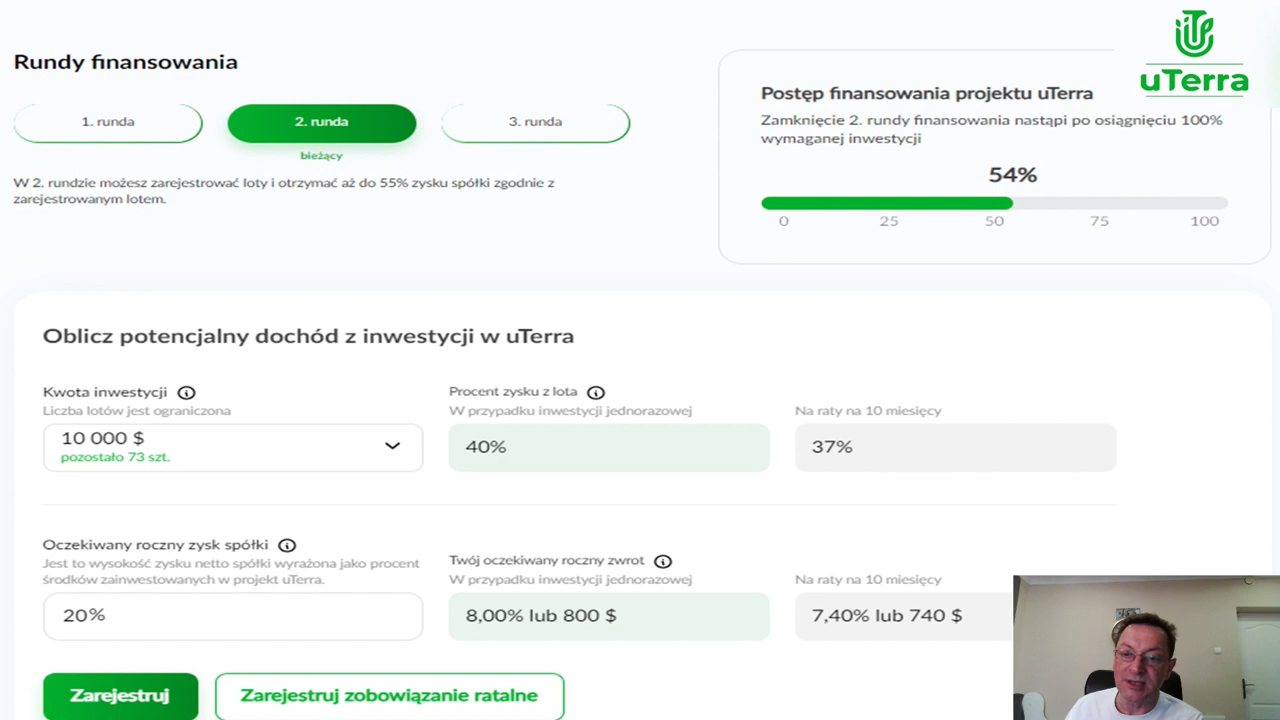 uTerra
Rundy finansowania
1. runda
2. runda
3. runda
bieżący
W 2. rundzie możesz zarejestrować loty i otrzymać aż do 55% zysku spółki zgodnie z
zarejestrowanym lotem.
Postęp finansowania projektu uTerra
Zamknięcie 2. rundy finansowania nastąpi po osiągnięciu 100%
wymaganej inwestycji
54%
0 25 50 75 100
Oblicz potencjalny dochód z inwestycji w uTerra
Kwota inwestycji
Liczba lotów jest ograniczona
10 000 $
pozostało 73 szt.
Procent zysku z lota
W przypadku inwestycji jednorazowej
40%
Na raty na 10 miesięcy
37%
Oczekiwany roczny zysk spółki
Jest to wysokość zysku netto spółki wyrażona jako procent
środków zainwestowanych w projekt uTerra.
20%
Twój oczekiwany roczny zwrot
W przypadku inwestycji jednorazowej
8,00% lub 800 $
Na raty na 10 miesięcy
7,40% lub 740 $
Zarejestruj
Zarejestruj zobowiązanie ratalne